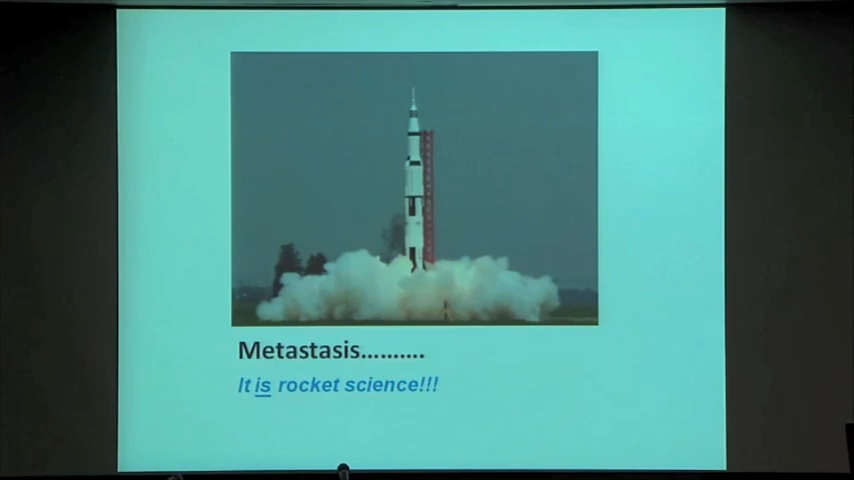 Metastasis..........
It is rocket science!!!